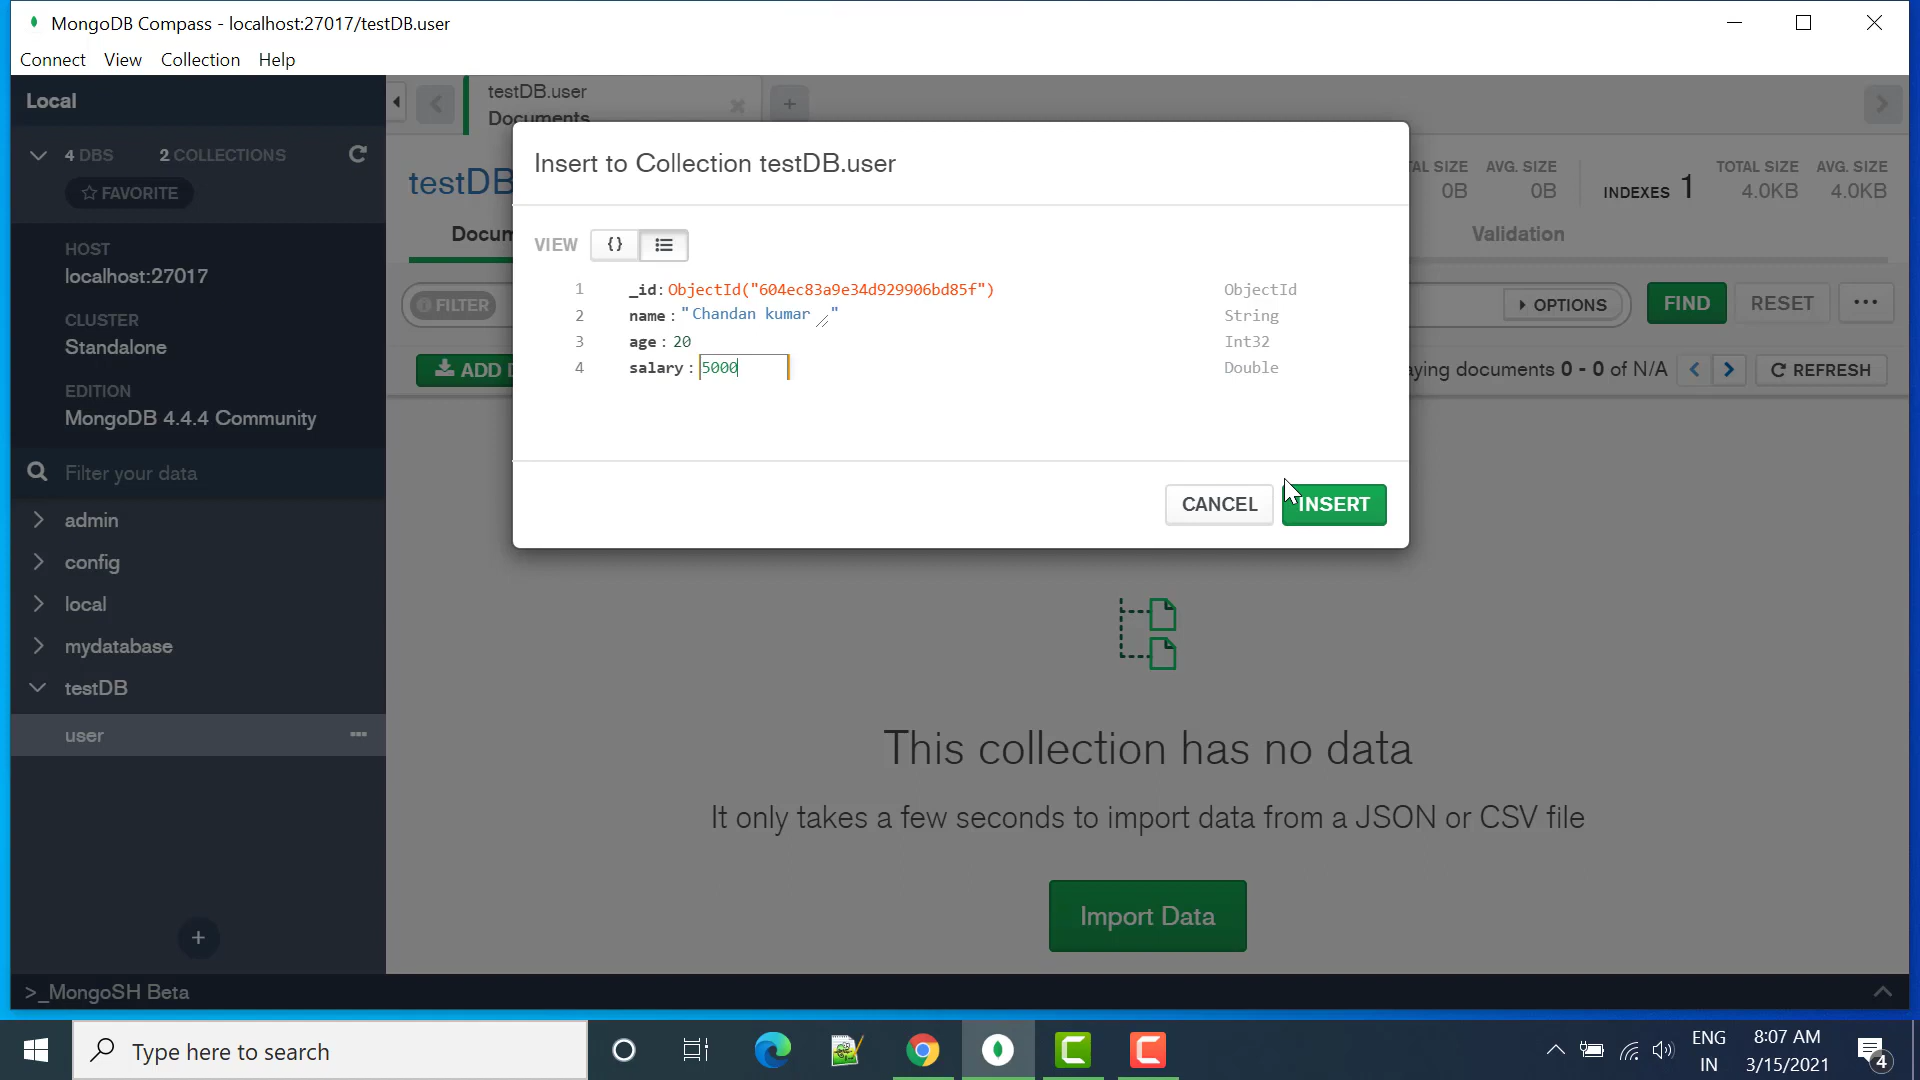 MongoDB Compass - localhost:27017/testDB.user
Connect View Collection Help
Local
4 DBS 2 COLLECTIONS
FAVORITE
HOST
localhost:27017
CLUSTER
Standalone
EDITION
MongoDB 4.4.4 Community
Filter your data
admin
config
local
mydatabase
testDB
user
+
>_MongoSH Beta
testDB.user
Documents
+
testDB
TAL SIZE AVG. SIZE
0B 0B
INDEXES 1
TOTAL SIZE AVG. SIZE
4.0KB 4.0KB
Docum
Validation
FILTER
OPTIONS
FIND
RESET
ADD D
aying documents 0 - 0 of N/A
REFRESH
Insert to Collection testDB.user
VIEW {}
1 _id: ObjectId("604ec83a9e34d929906bd85f") ObjectId
2 name : "Chandan kumar " String
3 age : 20 Int32
4 salary : 5000 Double
CANCEL INSERT
This collection has no data
It only takes a few seconds to import data from a JSON or CSV file
Import Data
Type here to search
ENG
IN
8:07 AM
3/15/2021
4